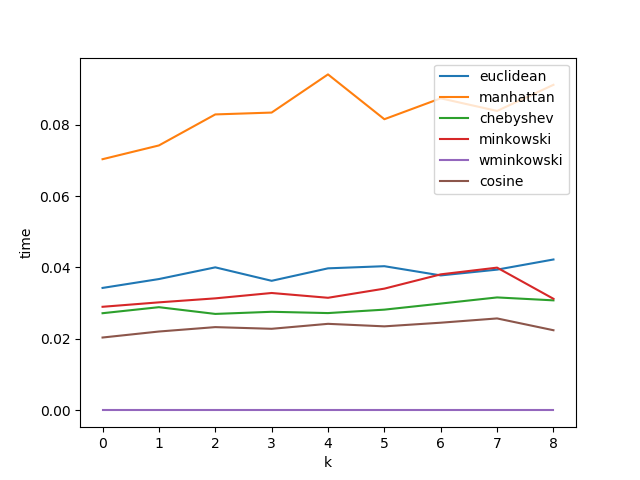 euclidean
manhattan
chebyshev
minkowski
wminkowski
cosine
time
0.08
0.06
0.04
0.02
0.00
0 1 2 3 4 5 6 7 8
k